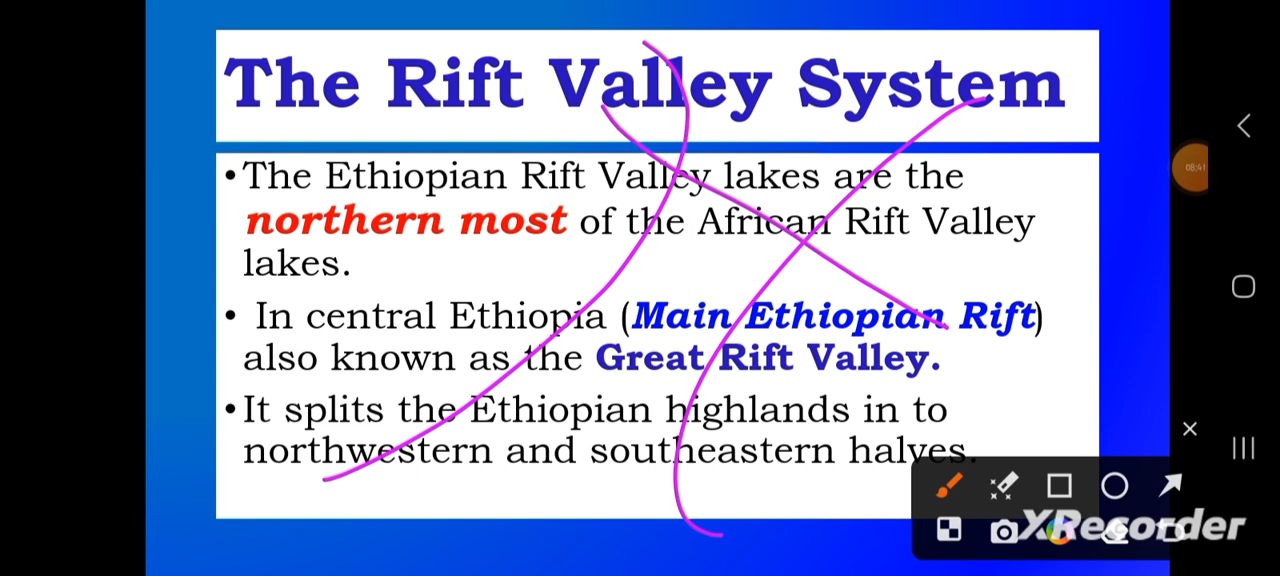 The Rift Valley System
•The Ethiopian Rift Valley lakes are the
northern most of the African Rift Valley
lakes.
• In central Ethiopia (Main Ethiopian Rift)
also known as the Great Rift Valley.
•It splits the Ethiopian highlands in to
northwestern and southeastern halves.
08:41
XRecorder